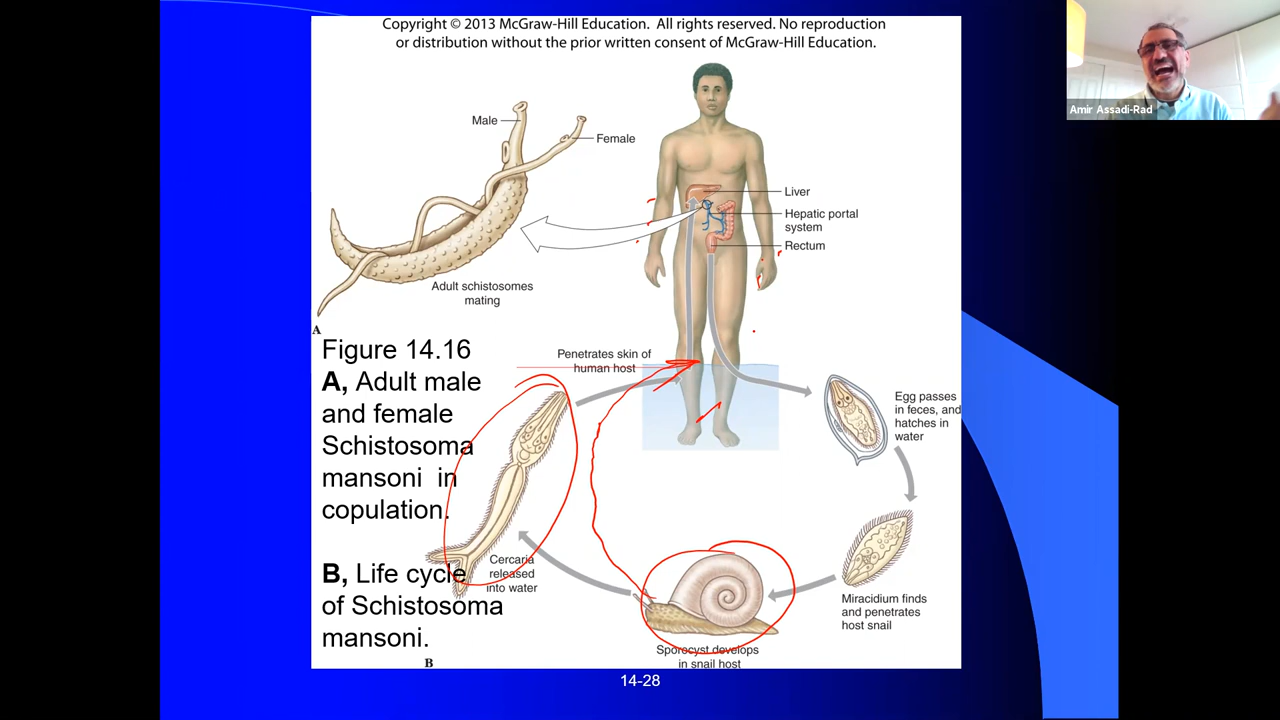 Copyright © 2013 McGraw-Hill Education. All rights reserved. No reproduction
or distribution without the prior written consent of McGraw-Hill Education.
Amir Assadi-Rad
Male
Female
Liver
Hepatic portal
system
Rectum
Adult schistosomes
mating
A
Figure 14.16
A, Adult male
and female
Schistosoma
mansoni in
copulation.
B, Life cycle
of Schistosoma
mansoni.
Penetrates skin of
human host
Egg passes
in feces, and
hatches in
water
Miracidium finds
and penetrates
host snail
Sporocyst develops
in snail host
Cercaria
released
into water
B
14-28